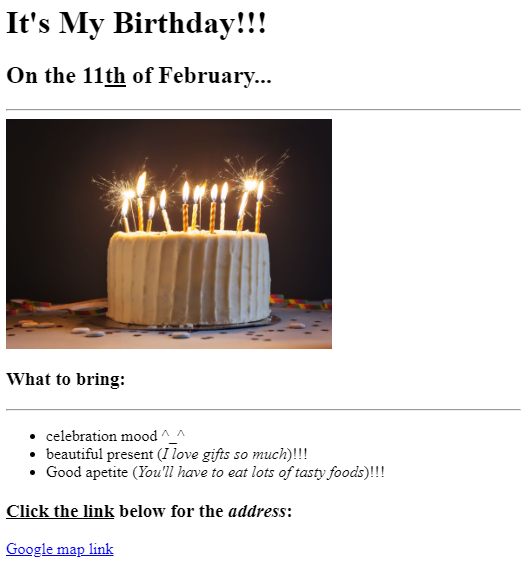 It's My Birthday!!!
On the 11th of February...
What to bring:
celebration mood ^_^
beautiful present (I love gifts so much)!!!
Good apetite (You'll have to eat lots of tasty foods)!!!
Click the link below for the address:
Google map link